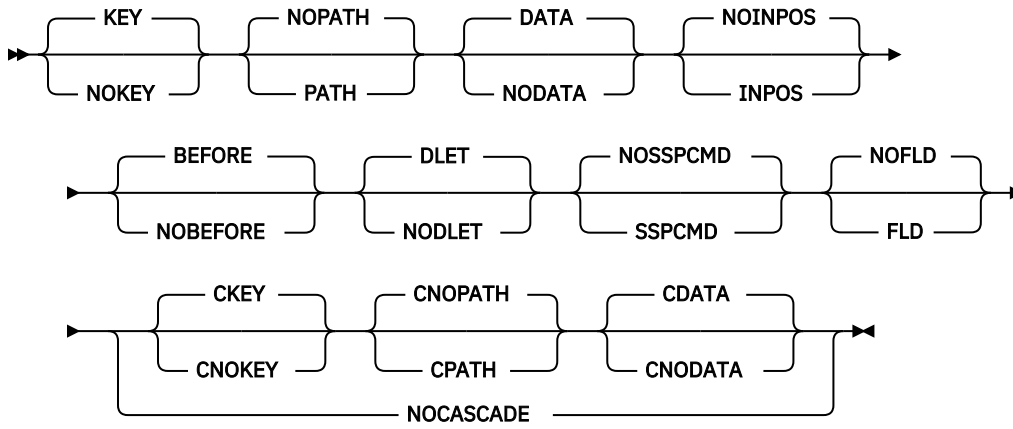 KEY NOPATH DATA NOINPOS
NOKEY PATH NODATA INPOS
BEFORE DLET NOSSPCMD NOFLD
NOBEFORE NODLET SSPCMD FLD
CKEY CNOPATH CDATA
CNOKEY CPATH CNODATA
NOCASCADE